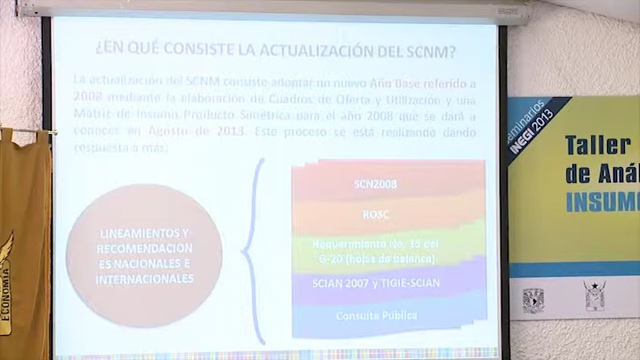 ¿EN QUÉ CONSISTE LA ACTUALIZACIÓN DEL SCNM?
La actualización del SCNM consiste adoptar un nuevo Año Base referido a
2008 mediante la elaboración de Cuadros de Oferta y Utilización y una
Matriz de Insumo Producto Simétrica para el año 2008 que se dará a
conocer en Agosto de 2013. Este proceso se está realizando dando
respuesta a más:
LINEAMIENTOS Y
RECOMENDACION
ES NACIONALES E
INTERNACIONALES
SCN2008
ROSC
Requerimiento No. 15 del
G-20 (hojas de balance)
SCIAN 2007 y TIGIE-SCIAN
Consulta Pública
ECONOMÍA
Seminarios
INEGI 2013
Taller
de Aná
INSUM